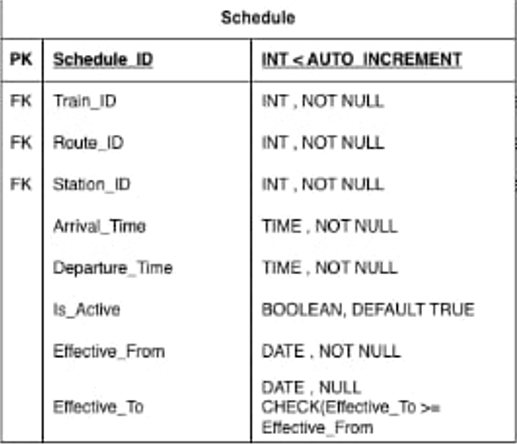 Schedule
PK Schedule_ID INT < AUTO_INCREMENT
FK Train_ID INT , NOT NULL
FK Route_ID INT , NOT NULL
FK Station_ID INT , NOT NULL
Arrival_Time TIME , NOT NULL
Departure_Time TIME , NOT NULL
Is_Active BOOLEAN, DEFAULT TRUE
Effective_From DATE , NOT NULL
Effective_To DATE , NULL
CHECK(Effective_To >=
Effective_From